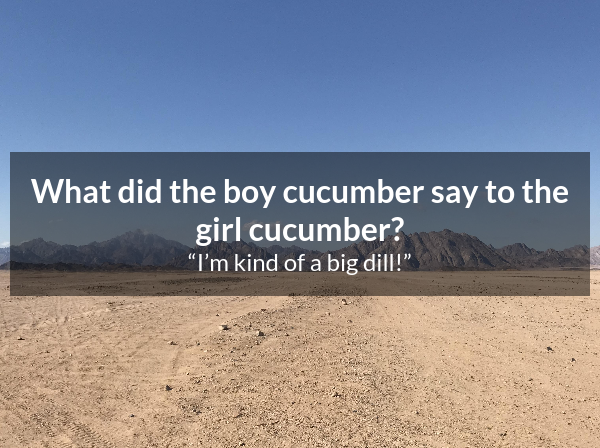 What did the boy cucumber say to the
girl cucumber?
“I’m kind of a big dill!”